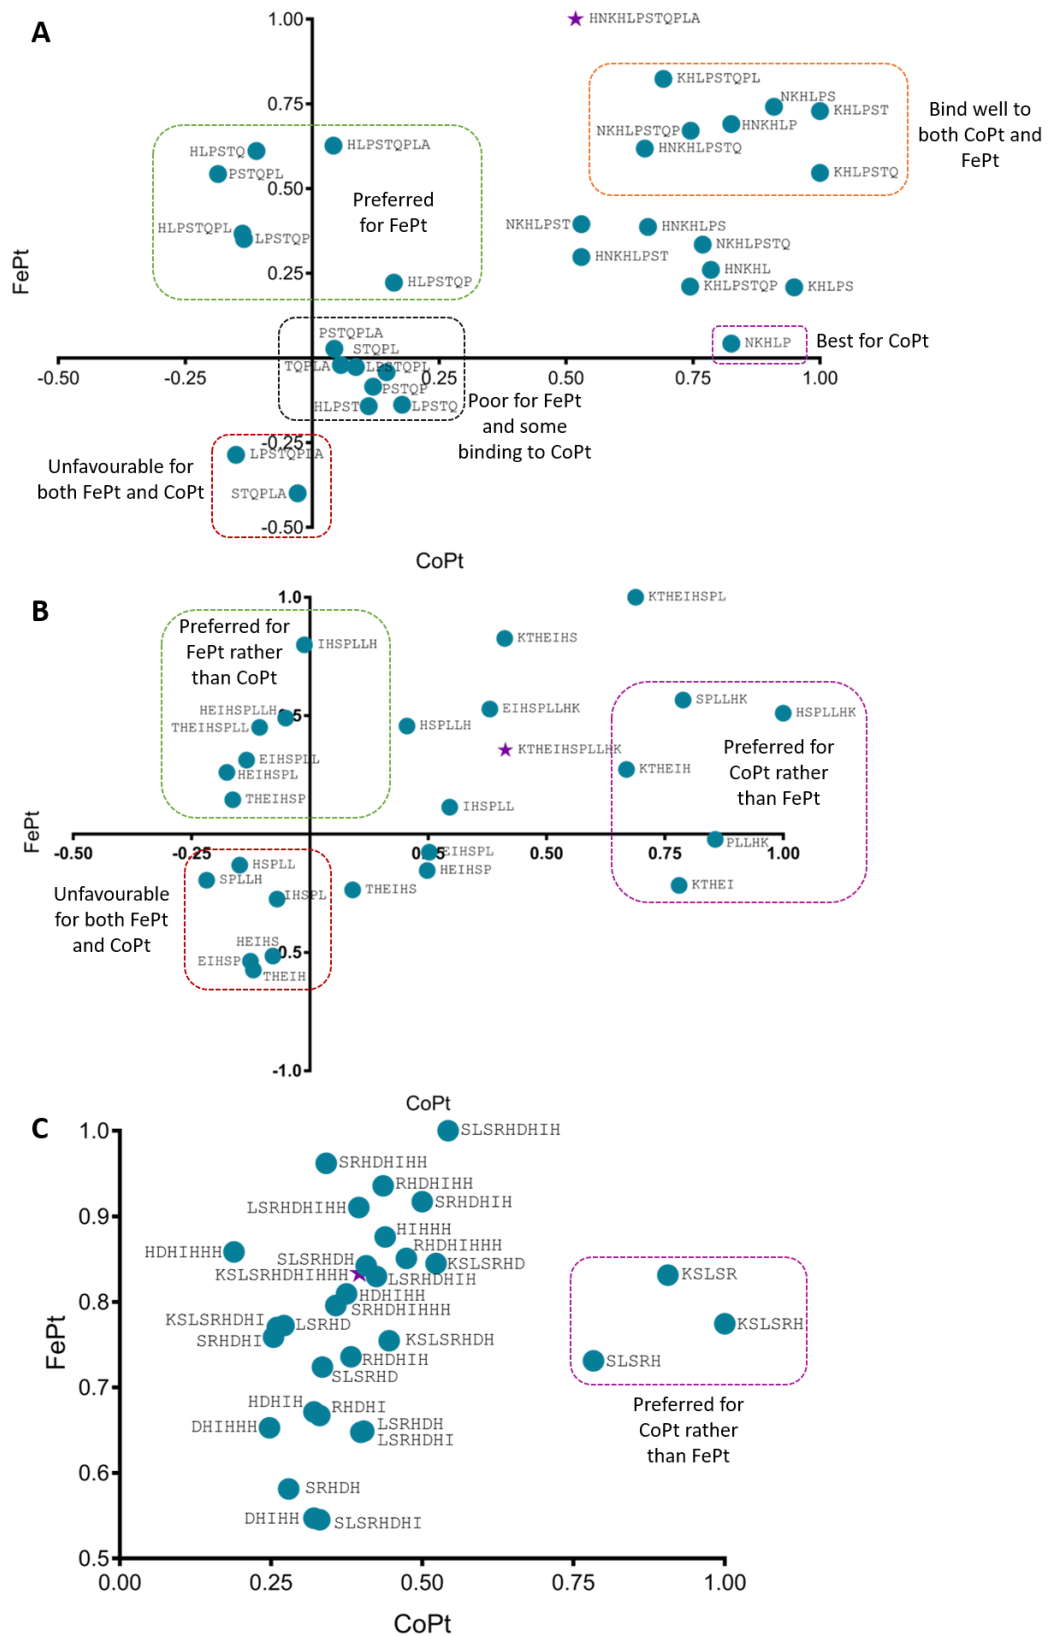 A
1.00
HNKHLPSTQPLA
KHLPSTQPL
0.75
NKHLPS
KHLPST
Bind well to
both CoPt and
FePt
HNKHLP
NKHLPSTQP
HLPSTQ
HLPSTQPLA
HNKHLPSTQ
PSTQPL
0.50
Preferred
for FePt
KHLPSTQ
HLPSTQPL
LPSTQP
NKHLPST
HNKHLPS
NKHLPSTQ
HNKHLPST
HNKHL
FePt
0.25
HLPSTQP
KHLPSTQP
KHLPS
PSTQPLA
STQPL
NKHLP
Best for CoPt
TQPLA
LPSTQPL
-0.50
-0.25
0.25
0.50
0.75
1.00
PSTQP
HLPST
LPSTQ
Poor for FePt
and some
binding to CoPt
-0.25
LPSTQPLA
Unfavourable for
both FePt and CoPt
STQPLA
-0.50
CoPt
B
1.0
KTHEIHSPL
Preferred for
FePt rather
than CoPt
KTHEIHS
IHSPLLH
HEIHSPLLH
THEIHSPLL
EIHSPLLHK
HSPLLH
SPLLHK
HSPLLHK
KTHEIHSPLLHK
Preferred for
CoPt rather
than FePt
EIHSPLL
HEIHSPL
KTHEIH
THEIHSP
IHSPLL
FePt
-0.50
-0.25
0.50
0.75
1.00
PLLHK
EIHSPL
HEIHSP
HSPLL
SPLLH
IHSPL
THEIHS
KTHEI
Unfavourable
for both FePt
and CoPt
HEIHS
EIHSP
THEIH
-1.0
CoPt
C
1.0
SLSRHDHIH
SRHDHIHH
RHDHIHH
LSRHDHIHH
SRHDHIH
0.9
HIHHH
RHDHIHHH
HDHIHHH
SLSRHDH
KSLSRHD
KSLSRHDHIHHH
LSRHDHIH
KSLSR
HDHIHH
SRHDHIHHH
0.8
KSLSRHDHI
LSRHD
SRHDHI
KSLSRHDH
KSLSRH
RHDHIH
SLSRHD
SLSRH
FePt
0.7
HDHIH
RHDHI
DHIHHH
LSRHDH
LSRHDHI
Preferred for
CoPt rather
than FePt
0.6
SRHDH
DHIHH
SLSRHDHI
0.5
0.00
0.25
0.50
0.75
1.00
CoPt